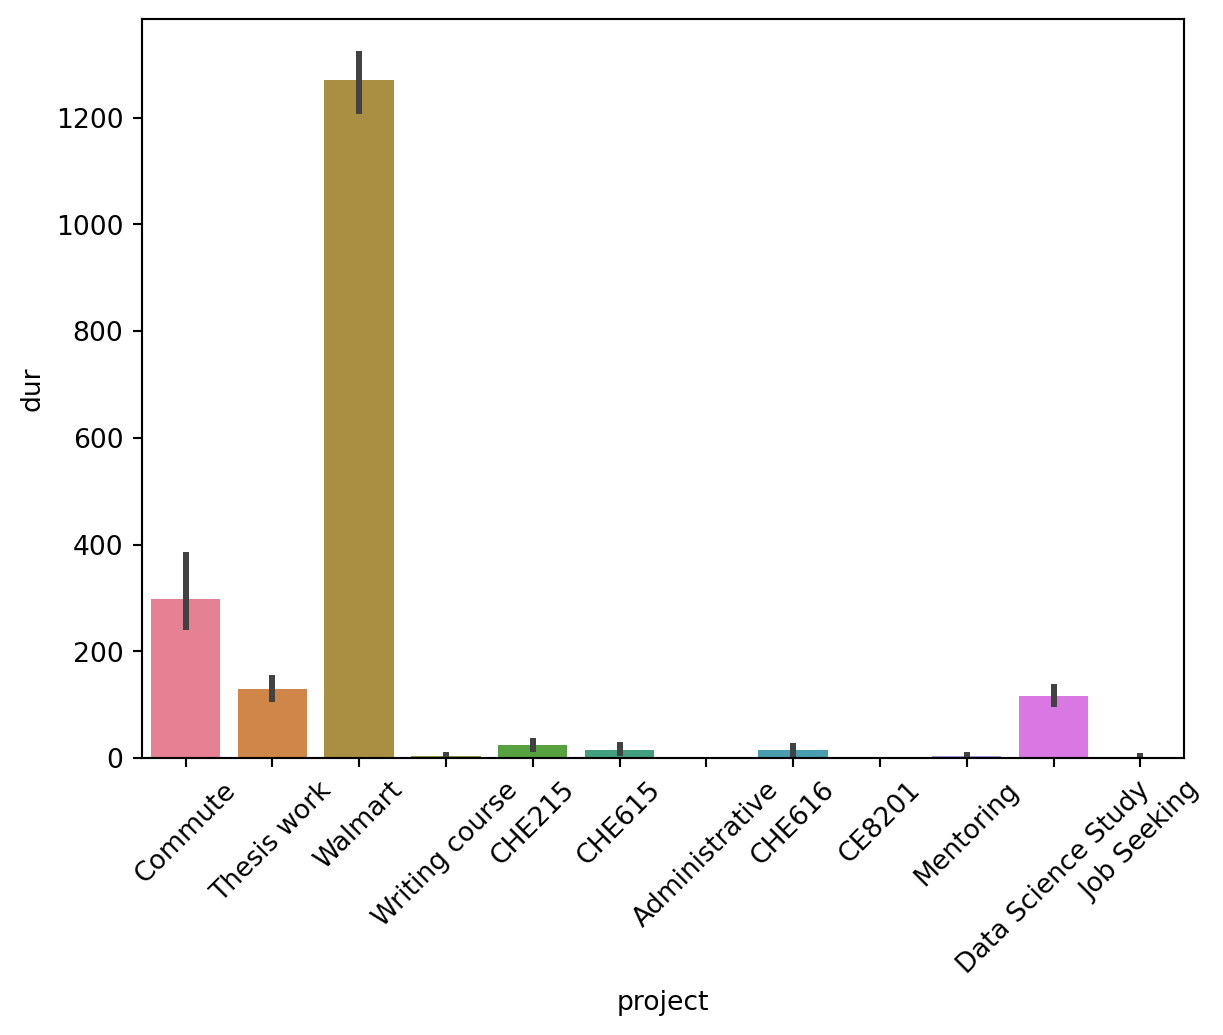 1200
1000
800
600
400
200
0
dur
Commute
Thesis work
Walmart
Writing course
CHE215
CHE615
Administrative
CHE616
CE8201
Mentoring
Data Science Study
Job Seeking
project